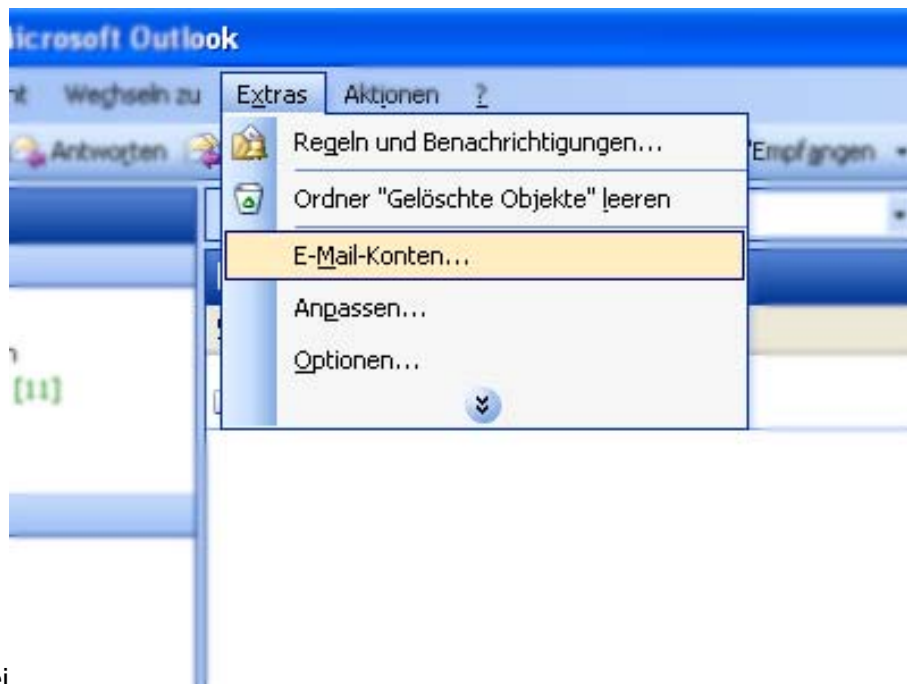 Microsoft Outlook
Wechseln zu Extras Aktionen ?
Antworten Empfangen
Regeln und Benachrichtigungen...
Ordner "Gelöschte Objekte" leeren
E-Mail-Konten...
Anpassen...
Optionen...
[11]